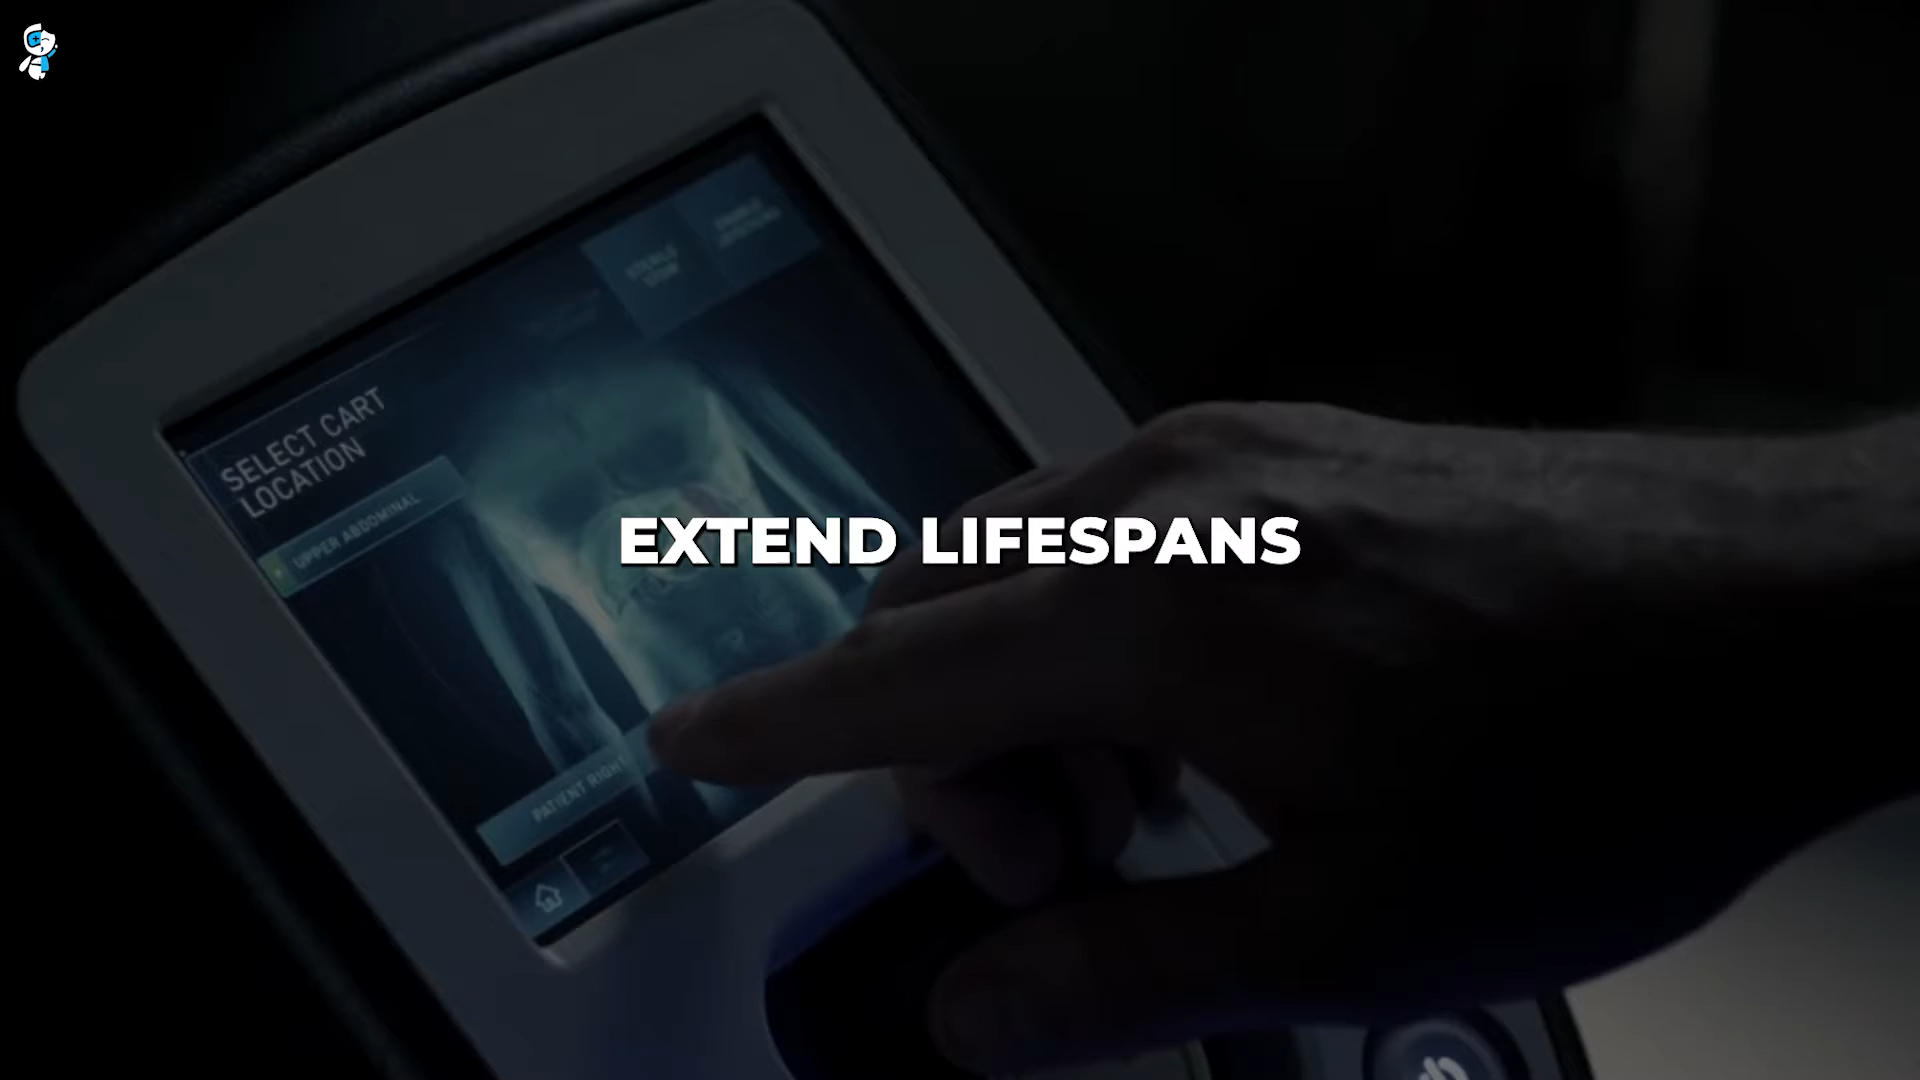 SELECT CART
LOCATION
UPPER ABDOMINAL
EXTEND LIFESPANS
PATIENT RIGHT